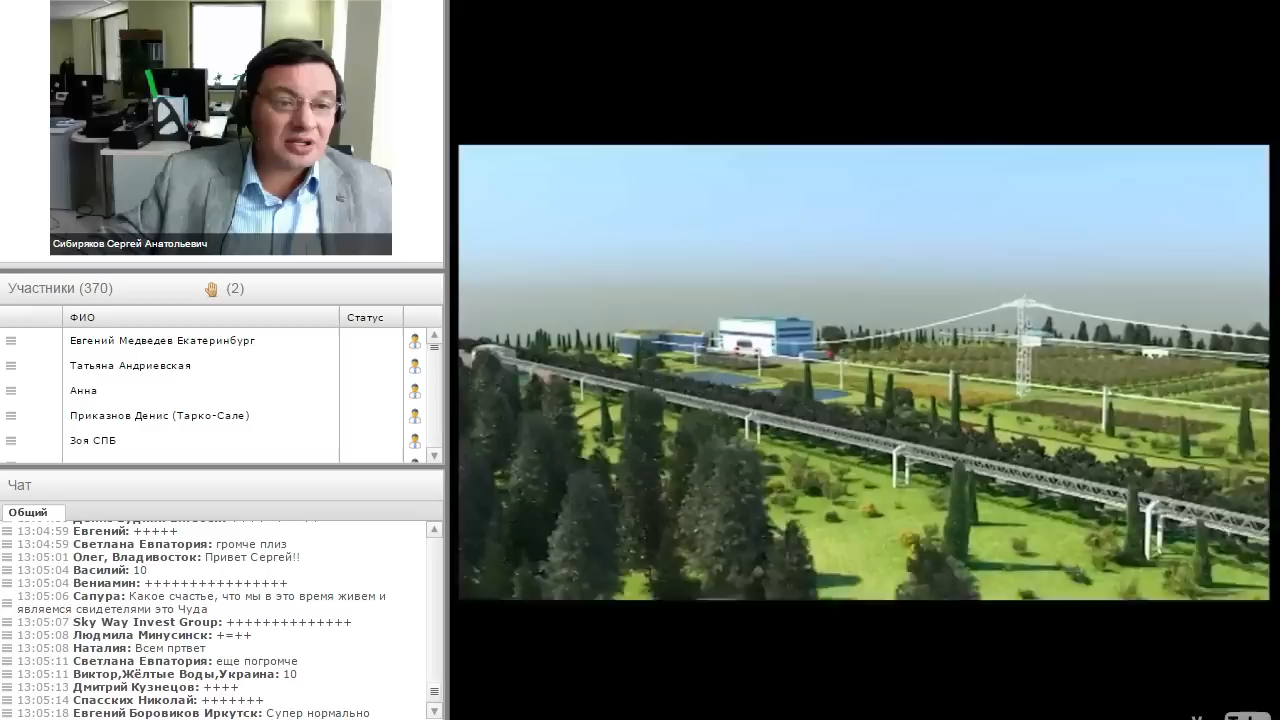 Сибиряков Сергей Анатольевич
Участники (370)
(2)
ФИО
Статус
Евгений Медведев Екатеринбург
Татьяна Андриевская
Анна
Приказнов Денис (Тарко-Сале)
Зоя СПБ
Чат
Общий
13:04:59 Евгений: +++++
13:04:59 Светлана Евпатория: громче плиз
13:05:01 Олег, Владивосток: Привет Сергей!!
13:05:04 Василий: 10
13:05:04 Вениамин: ++++++++++++++++
13:05:06 Сапура: Какое счастье, что мы в это время живем и
являемся свидетелями это Чуда
13:05:07 Sky Way Invest Group: ++++++++++++++
13:05:08 Людмила Минусинск: +=++
13:05:08 Наталия: Всем пртвет
13:05:11 Светлана Евпатория: еще погромче
13:05:11 Виктор,Жёлтые Воды,Украина: 10
13:05:13 Дмитрий Кузнецов: ++++
13:05:14 Спасских Николай: +++++++
13:05:18 Евгений Боровиков Иркутск: Супер нормально